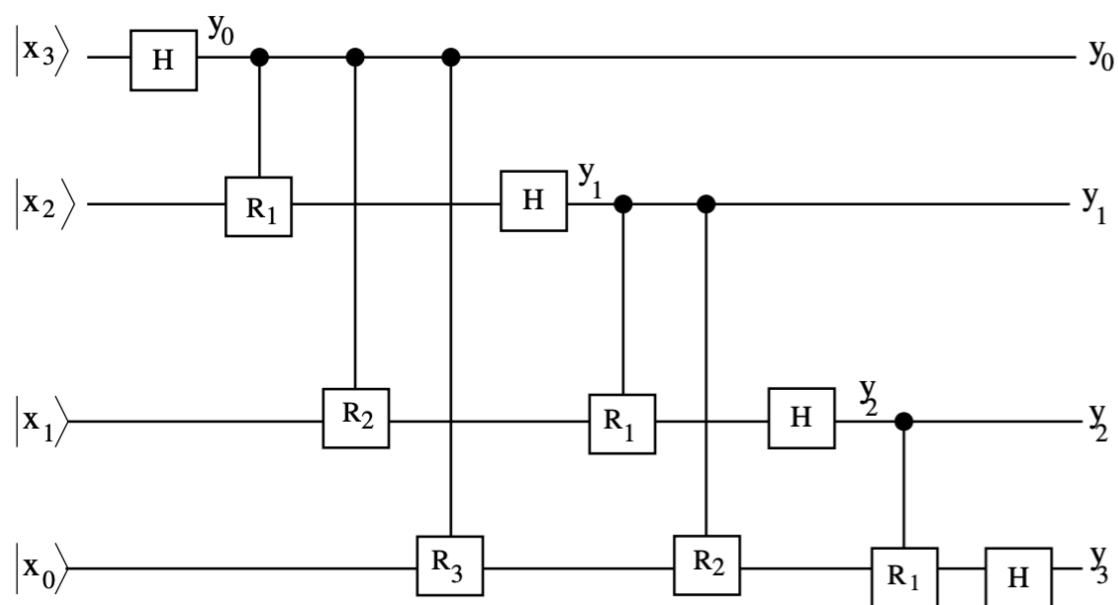 |x₃⟩ H y₀ y₀
|x₂⟩ R₁ H y₁ y₁
|x₁⟩ R₂ R₁ H y₂ y₂
|x₀⟩ R₃ R₂ R₁ H y₃